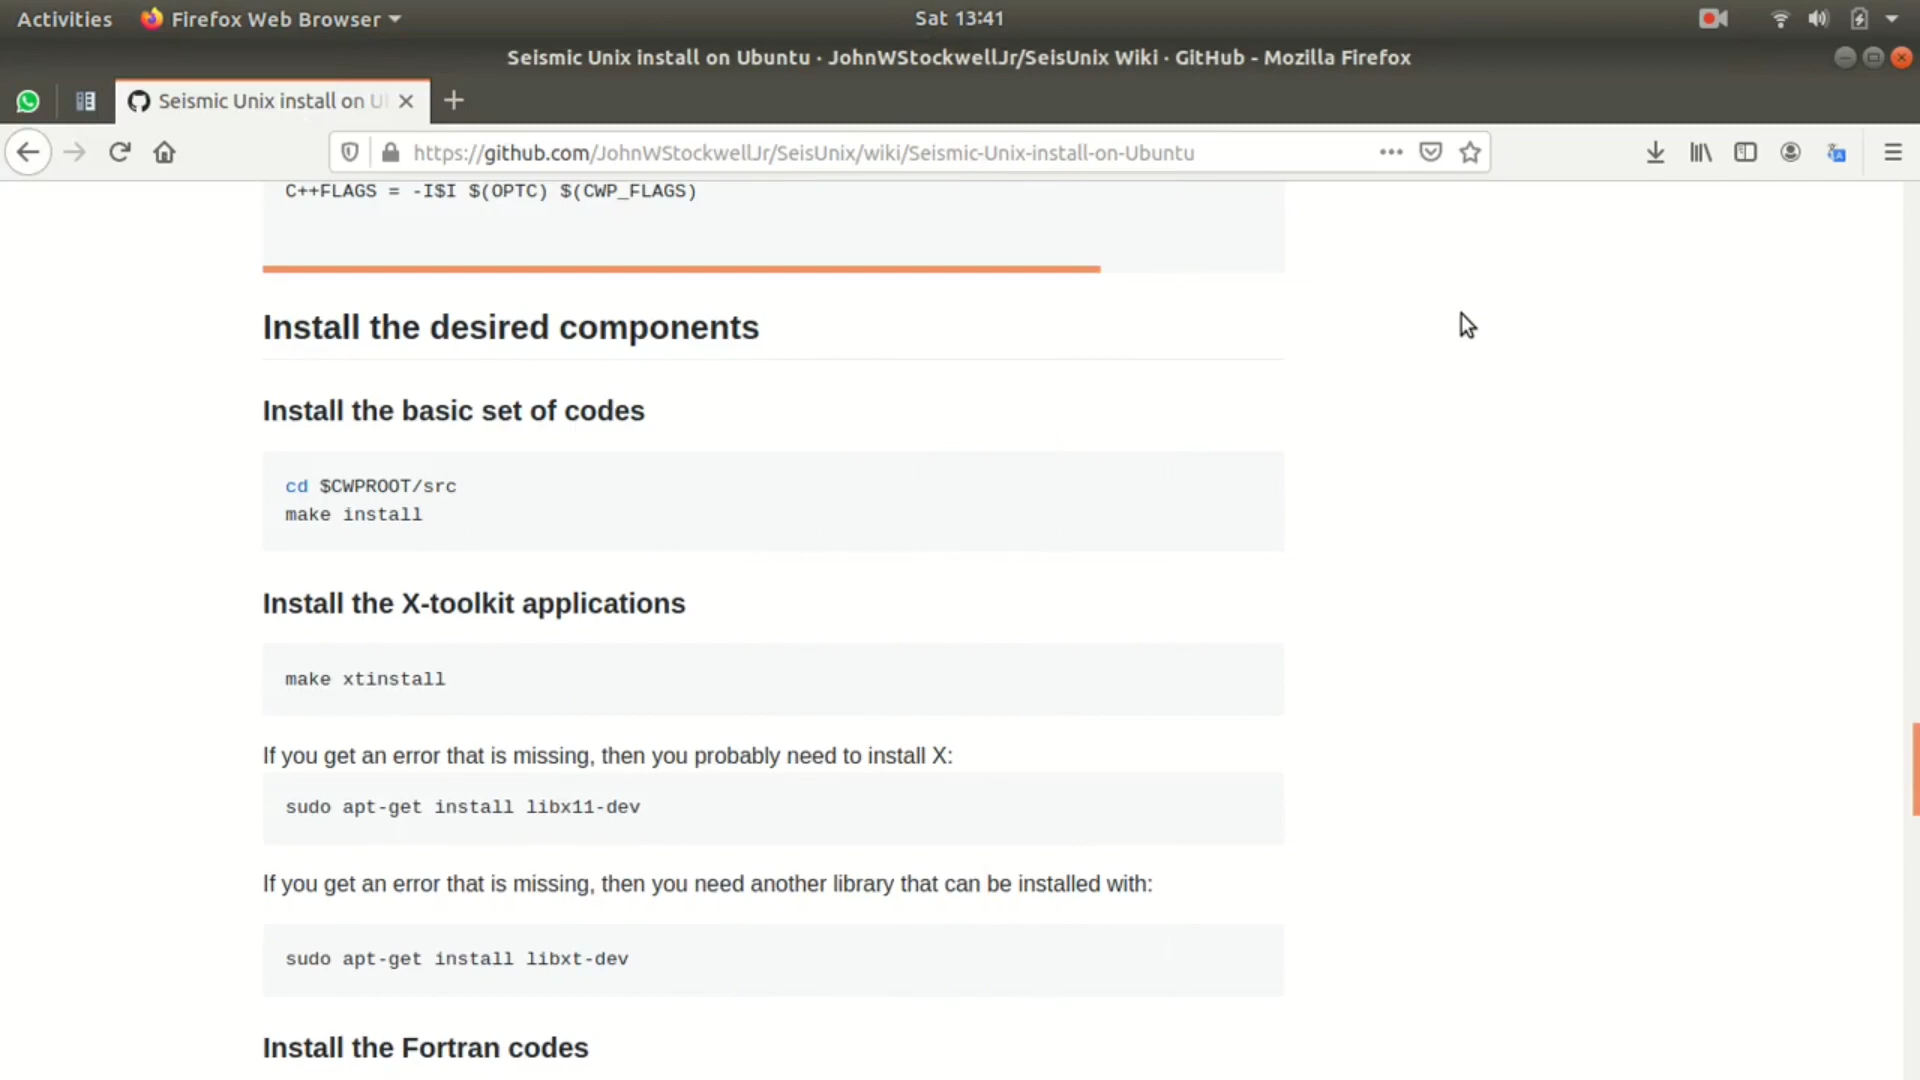 Activities Firefox Web Browser Sat 13:41
Seismic Unix install on Ubuntu · JohnWStockwellJr/SeisUnix Wiki · GitHub - Mozilla Firefox
Seismic Unix install on U
https://github.com/JohnWStockwellJr/SeisUnix/wiki/Seismic-Unix-install-on-Ubuntu
C++FLAGS = -I$I $(OPTC) $(CWP_FLAGS)
Install the desired components
Install the basic set of codes
cd $CWPROOT/src
make install
Install the X-toolkit applications
make xtinstall
If you get an error that is missing, then you probably need to install X:
sudo apt-get install libx11-dev
If you get an error that is missing, then you need another library that can be installed with:
sudo apt-get install libxt-dev
Install the Fortran codes